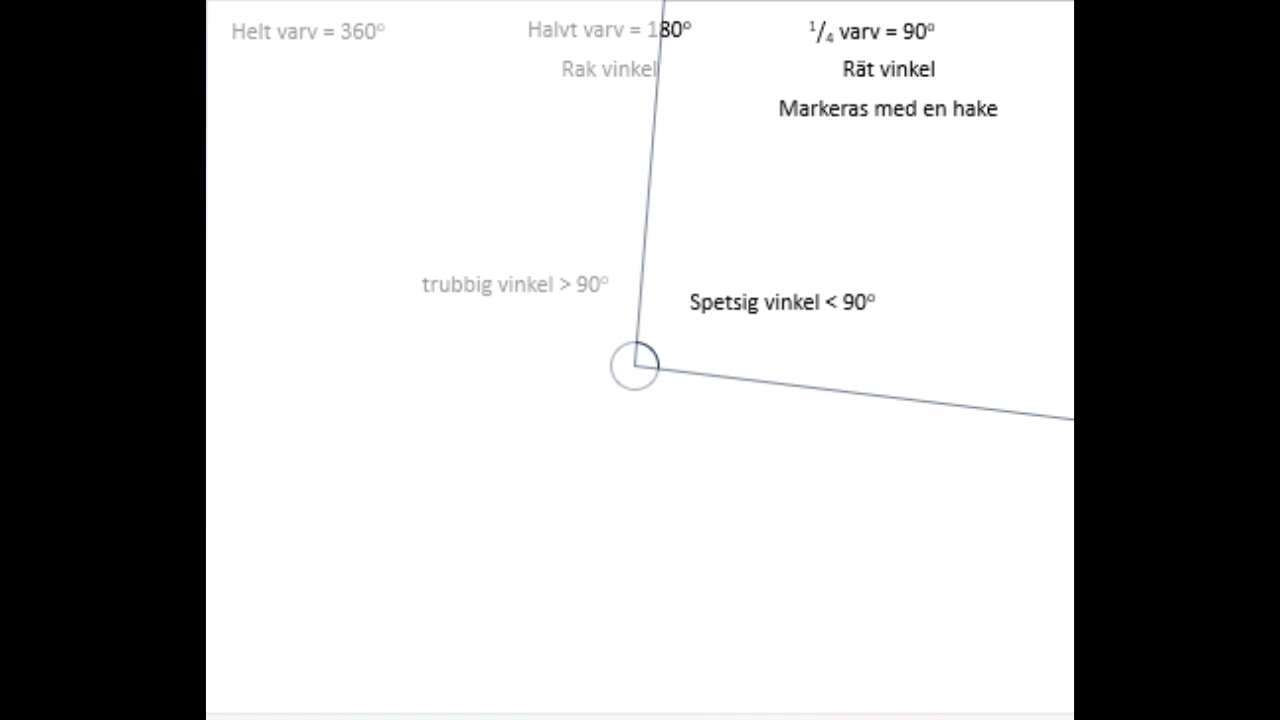 Helt varv = 360°
Halvt varv = 180°
Rak vinkel
¹/₄ varv = 90°
Rät vinkel
Markeras med en hake
trubbig vinkel > 90°
Spetsig vinkel < 90°